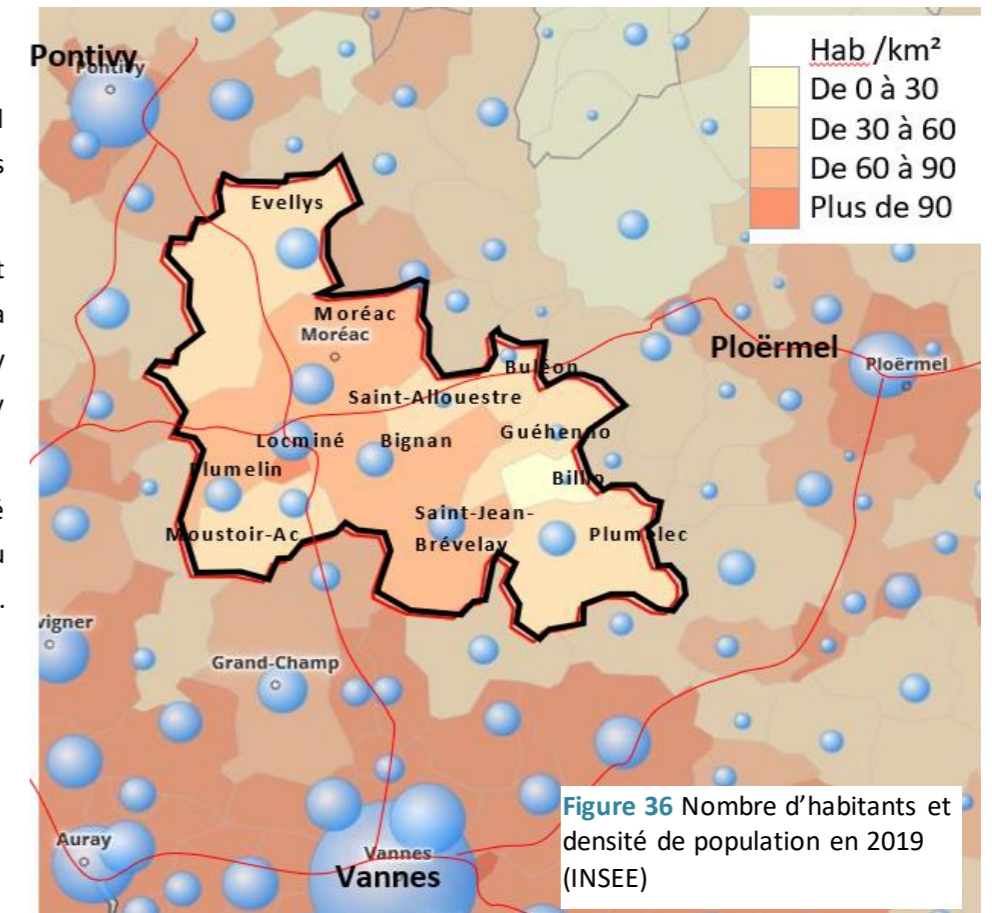 Pontivy
Pontivy
Hab /km²
De 0 à 30
De 30 à 60
De 60 à 90
Plus de 90
Evellys
Moréac
Moréac
Ploërmel
Ploërmel
Buléon
Saint-Allouestre
Guéhenno
Locminé
Bignan
Plumelin
Billio
Saint-Jean-
Brévelay
Moustoir-Ac
Plumelec
vigner
Grand-Champ
Figure 36 Nombre d’habitants et
densité de population en 2019
(INSEE)
Auray
Vannes
Vannes